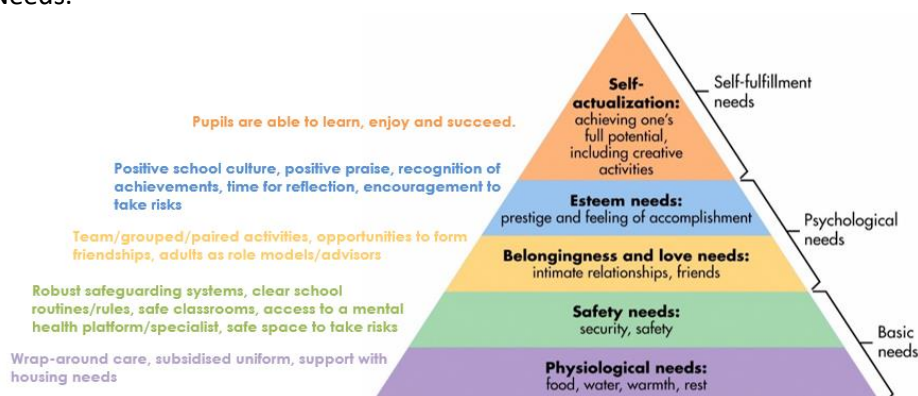 Needs:
Self-
actualization:
achieving one's
full potential,
including creative
activities
Self-fulfillment
needs
Pupils are able to learn, enjoy and succeed.
Positive school culture, positive praise, recognition of
achievements, time for reflection, encouragement to
take risks
Esteem needs:
prestige and feeling of accomplishment
Psychological
needs
Team/grouped/paired activities, opportunities to form
friendships, adults as role models/advisors
Belongingness and love needs:
intimate relationships, friends
Robust safeguarding systems, clear school
routines/rules, safe classrooms, access to a mental
health platform/specialist, safe space to take risks
Safety needs:
security, safety
Basic
needs
Wrap-around care, subsidised uniform, support with
housing needs
Physiological needs:
food, water, warmth, rest